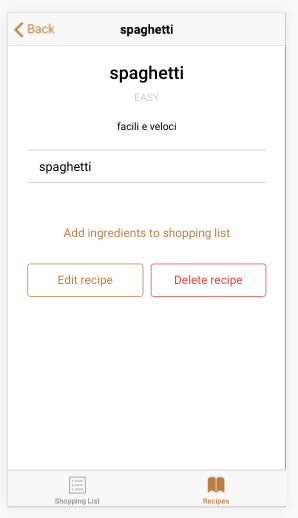 Back
spaghetti
spaghetti
EASY
facili e veloci
spaghetti
Add ingredients to shopping list
Edit recipe
Delete recipe
Shopping List
Recipes